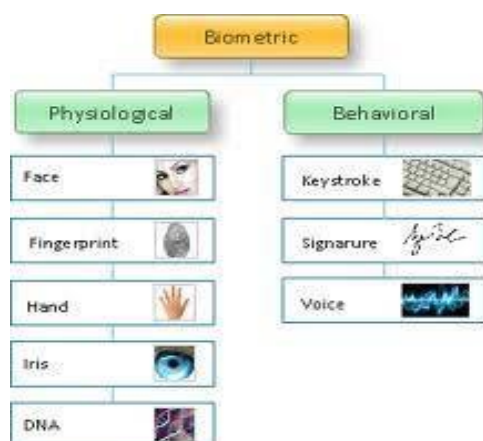 Biometric
Physiological
Behavioral
Face
Fingerprint
Hand
Iris
DNA
Keystroke
Signarure
Voice